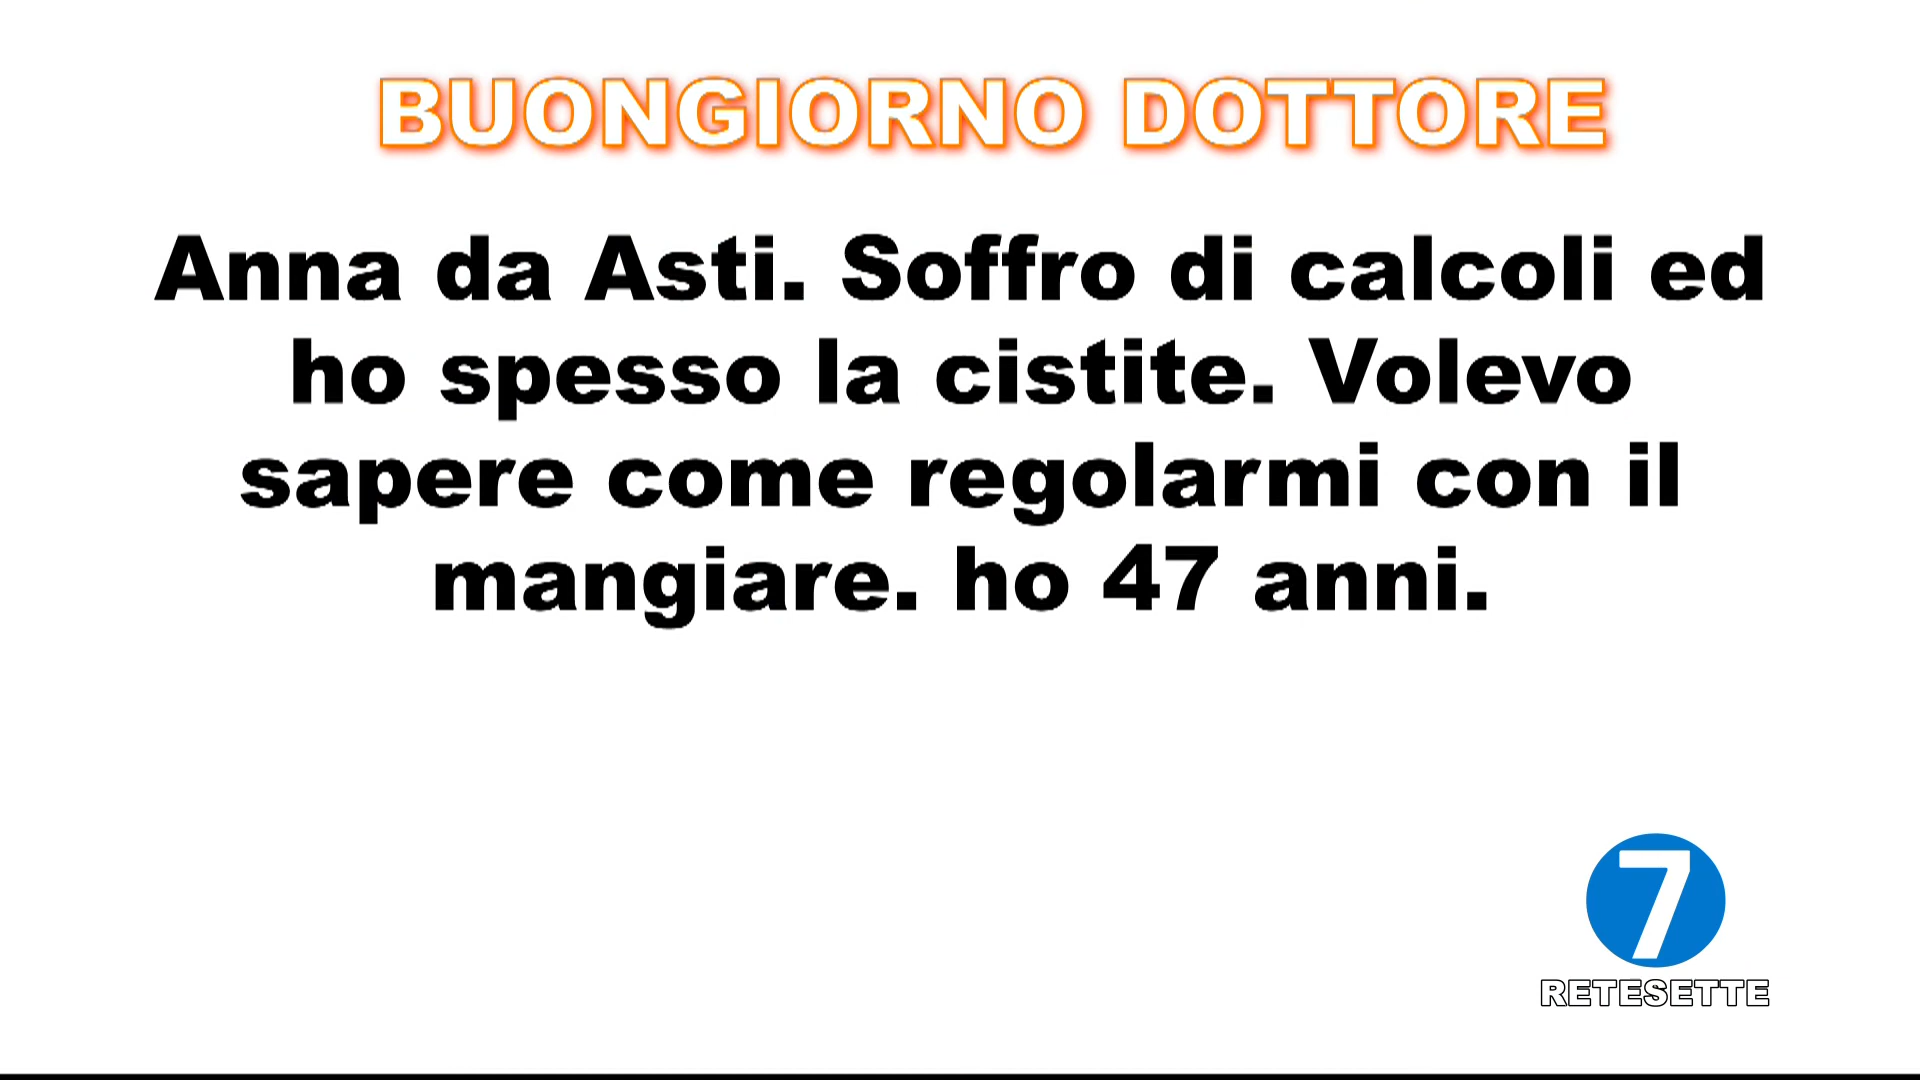 BUONGIORNO DOTTORE
Anna da Asti. Soffro di calcoli ed
ho spesso la cistite. Volevo
sapere come regolarmi con il
mangiare. ho 47 anni.
7
RETESETTE